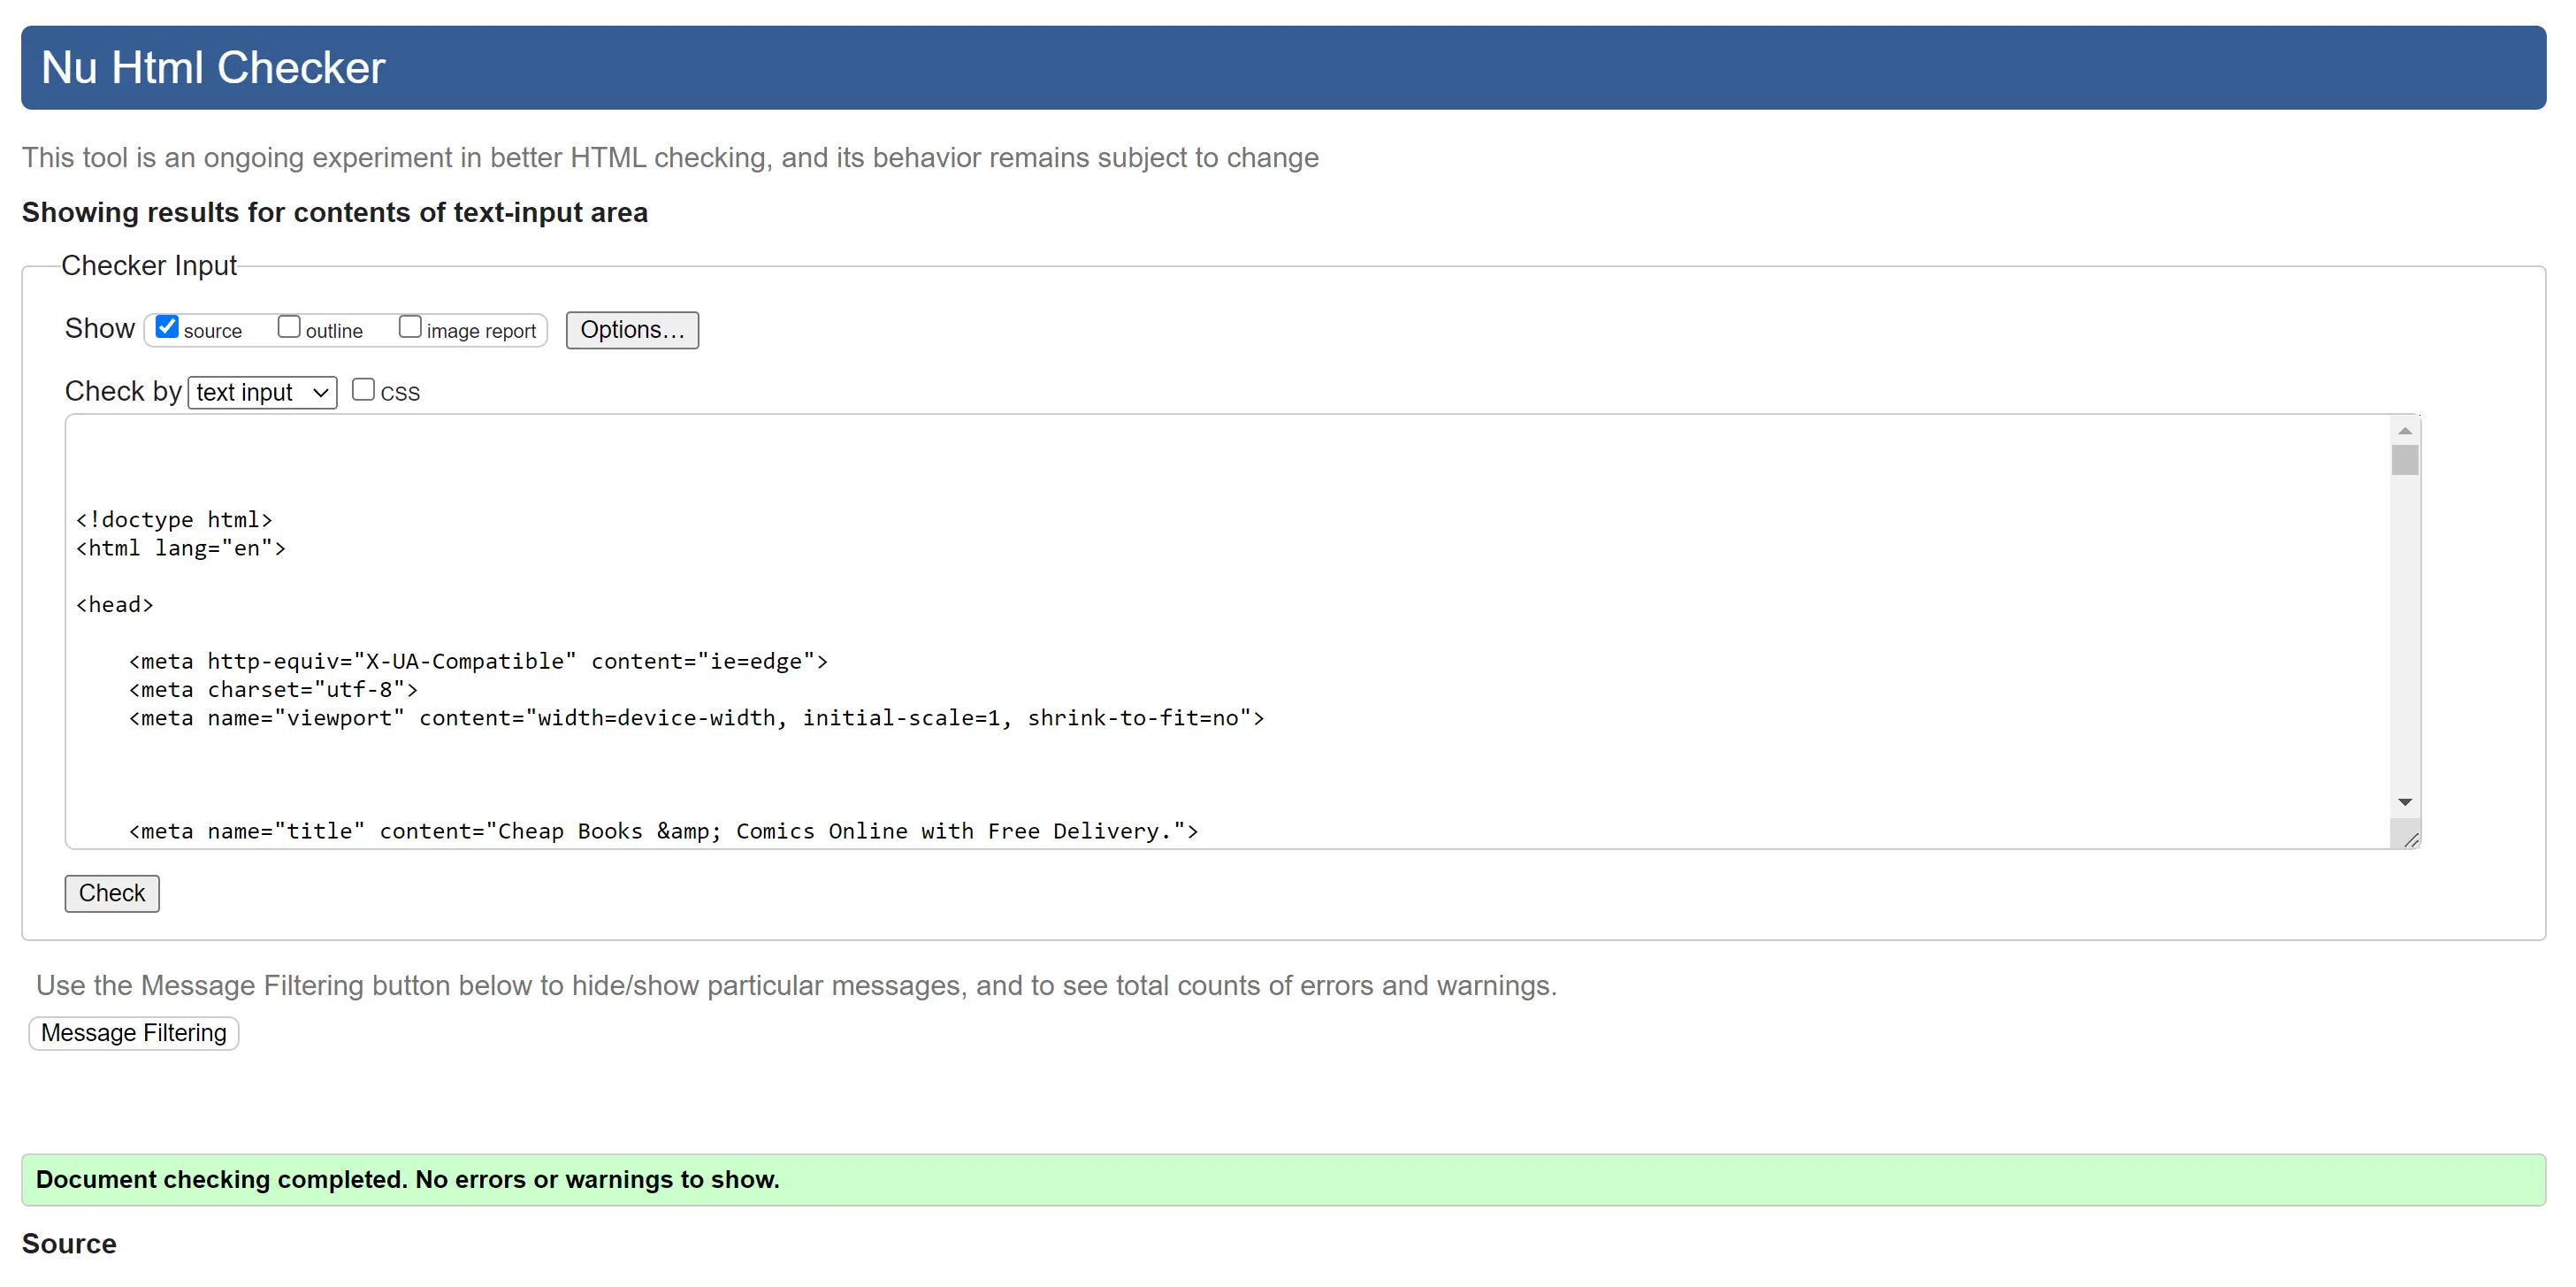 Nu Html Checker
This tool is an ongoing experiment in better HTML checking, and its behavior remains subject to change
Showing results for contents of text-input area
Checker Input
Show source outline image report Options…
Check by text input CSS
<!doctype html>
<html lang="en">
<head>
<meta http-equiv="X-UA-Compatible" content="ie=edge">
<meta charset="utf-8">
<meta name="viewport" content="width=device-width, initial-scale=1, shrink-to-fit=no">
<meta name="title" content="Cheap Books &amp; Comics Online with Free Delivery.">
Check
Use the Message Filtering button below to hide/show particular messages, and to see total counts of errors and warnings.
Message Filtering
Document checking completed. No errors or warnings to show.
Source